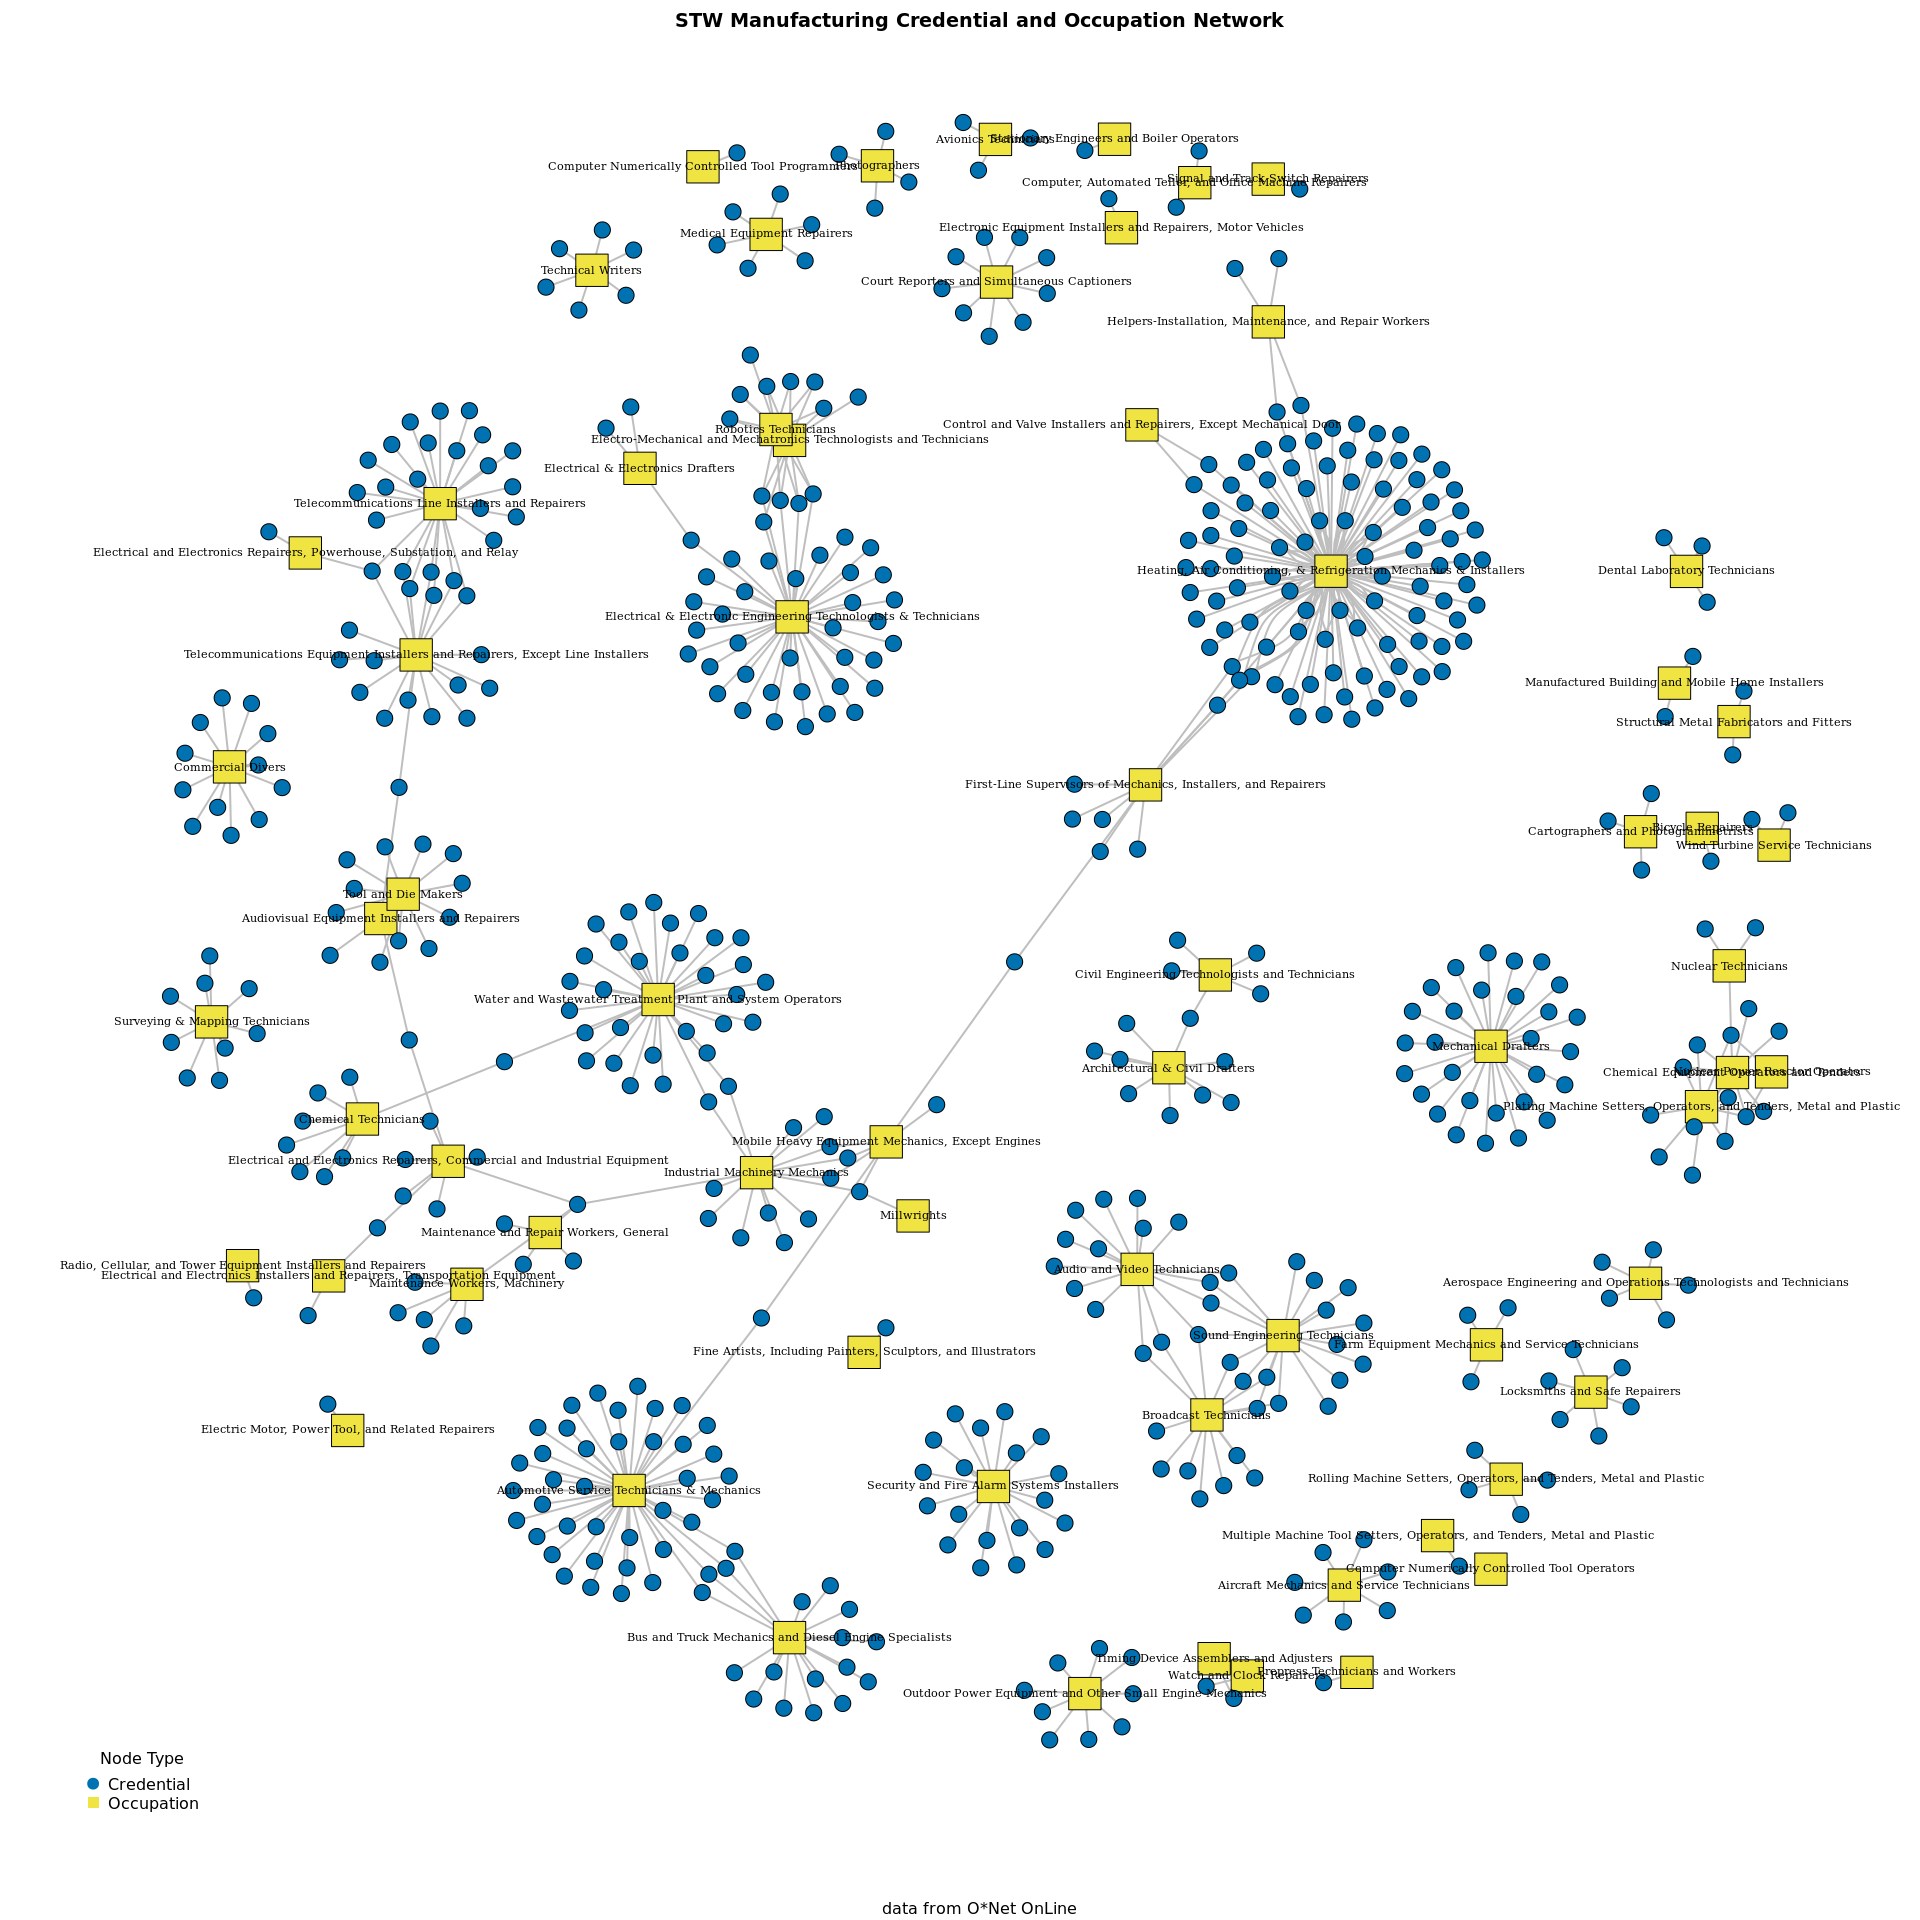 STW Manufacturing Credential and Occupation Network
Avionics Technicians
Stationary Engineers and Boiler Operators
Computer Numerically Controlled Tool Programmers
Photographers
Signal and Track Switch Repairers
Computer, Automated Teller, and Office Machine Repairers
Electronic Equipment Installers and Repairers, Motor Vehicles
Medical Equipment Repairers
Technical Writers
Court Reporters and Simultaneous Captioners
Helpers-Installation, Maintenance, and Repair Workers
Control and Valve Installers and Repairers, Except Mechanical Door
Robotics Technicians
Electro-Mechanical and Mechatronics Technologists and Technicians
Electrical & Electronics Drafters
Telecommunications Line Installers and Repairers
Electrical and Electronics Repairers, Powerhouse, Substation, and Relay
Heating, Air Conditioning, & Refrigeration Mechanics & Installers
Dental Laboratory Technicians
Electrical & Electronic Engineering Technologists & Technicians
Telecommunications Equipment Installers and Repairers, Except Line Installers
Manufactured Building and Mobile Home Installers
Structural Metal Fabricators and Fitters
Commercial Divers
First-Line Supervisors of Mechanics, Installers, and Repairers
Cartographers and Photogrammetrists
Bicycle Repairers
Wind Turbine Service Technicians
Tool and Die Makers
Audiovisual Equipment Installers and Repairers
Nuclear Technicians
Civil Engineering Technologists and Technicians
Water and Wastewater Treatment Plant and System Operators
Surveying & Mapping Technicians
Mechanical Drafters
Architectural & Civil Drafters
Chemical Equipment Operators and Tenders
Nuclear Power Reactor Operators
Plating Machine Setters, Operators, and Tenders, Metal and Plastic
Chemical Technicians
Mobile Heavy Equipment Mechanics, Except Engines
Electrical and Electronics Repairers, Commercial and Industrial Equipment
Industrial Machinery Mechanics
Millwrights
Maintenance and Repair Workers, General
Radio, Cellular, and Tower Equipment Installers and Repairers
Electrical and Electronics Installers and Repairers, Transportation Equipment
Maintenance Workers, Machinery
Audio and Video Technicians
Aerospace Engineering and Operations Technologists and Technicians
Sound Engineering Technicians
Farm Equipment Mechanics and Service Technicians
Fine Artists, Including Painters, Sculptors, and Illustrators
Locksmiths and Safe Repairers
Broadcast Technicians
Electric Motor, Power Tool, and Related Repairers
Rolling Machine Setters, Operators, and Tenders, Metal and Plastic
Security and Fire Alarm Systems Installers
Automotive Service Technicians & Mechanics
Multiple Machine Tool Setters, Operators, and Tenders, Metal and Plastic
Computer Numerically Controlled Tool Operators
Aircraft Mechanics and Service Technicians
Bus and Truck Mechanics and Diesel Engine Specialists
Timing Device Assemblers and Adjusters
Watch and Clock Repairers
Prepress Technicians and Workers
Outdoor Power Equipment and Other Small Engine Mechanics
Node Type
Credential
Occupation
data from O*Net OnLine